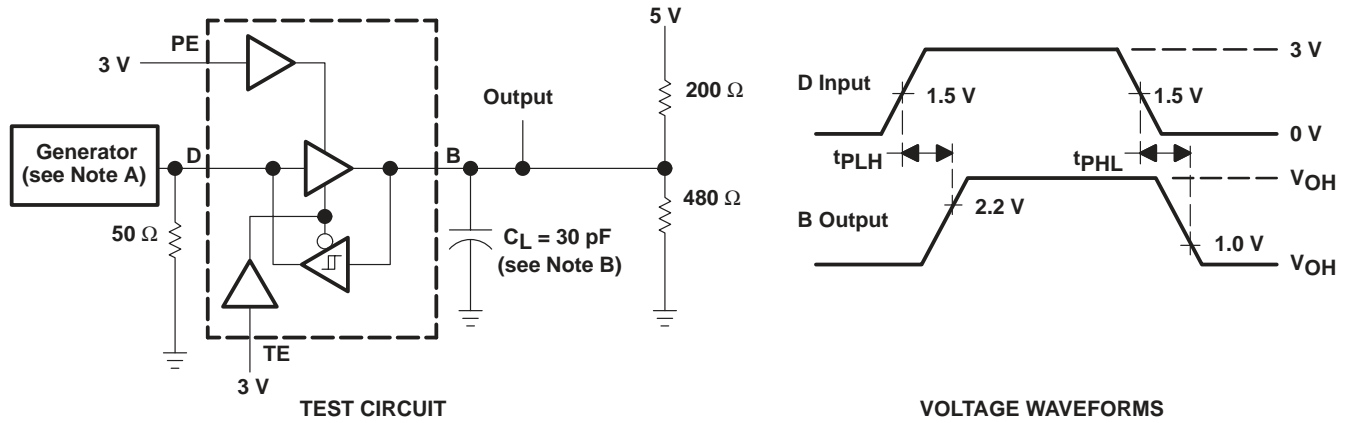 5 V
PE
3 V
200 Ω
Output
Generator
(see Note A)
D
B
50 Ω
480 Ω
CL = 30 pF
(see Note B)
TE
3 V
TEST CIRCUIT
3 V
D Input
1.5 V
1.5 V
0 V
tPLH
tPHL
VOH
B Output
2.2 V
1.0 V
VOH
VOLTAGE WAVEFORMS